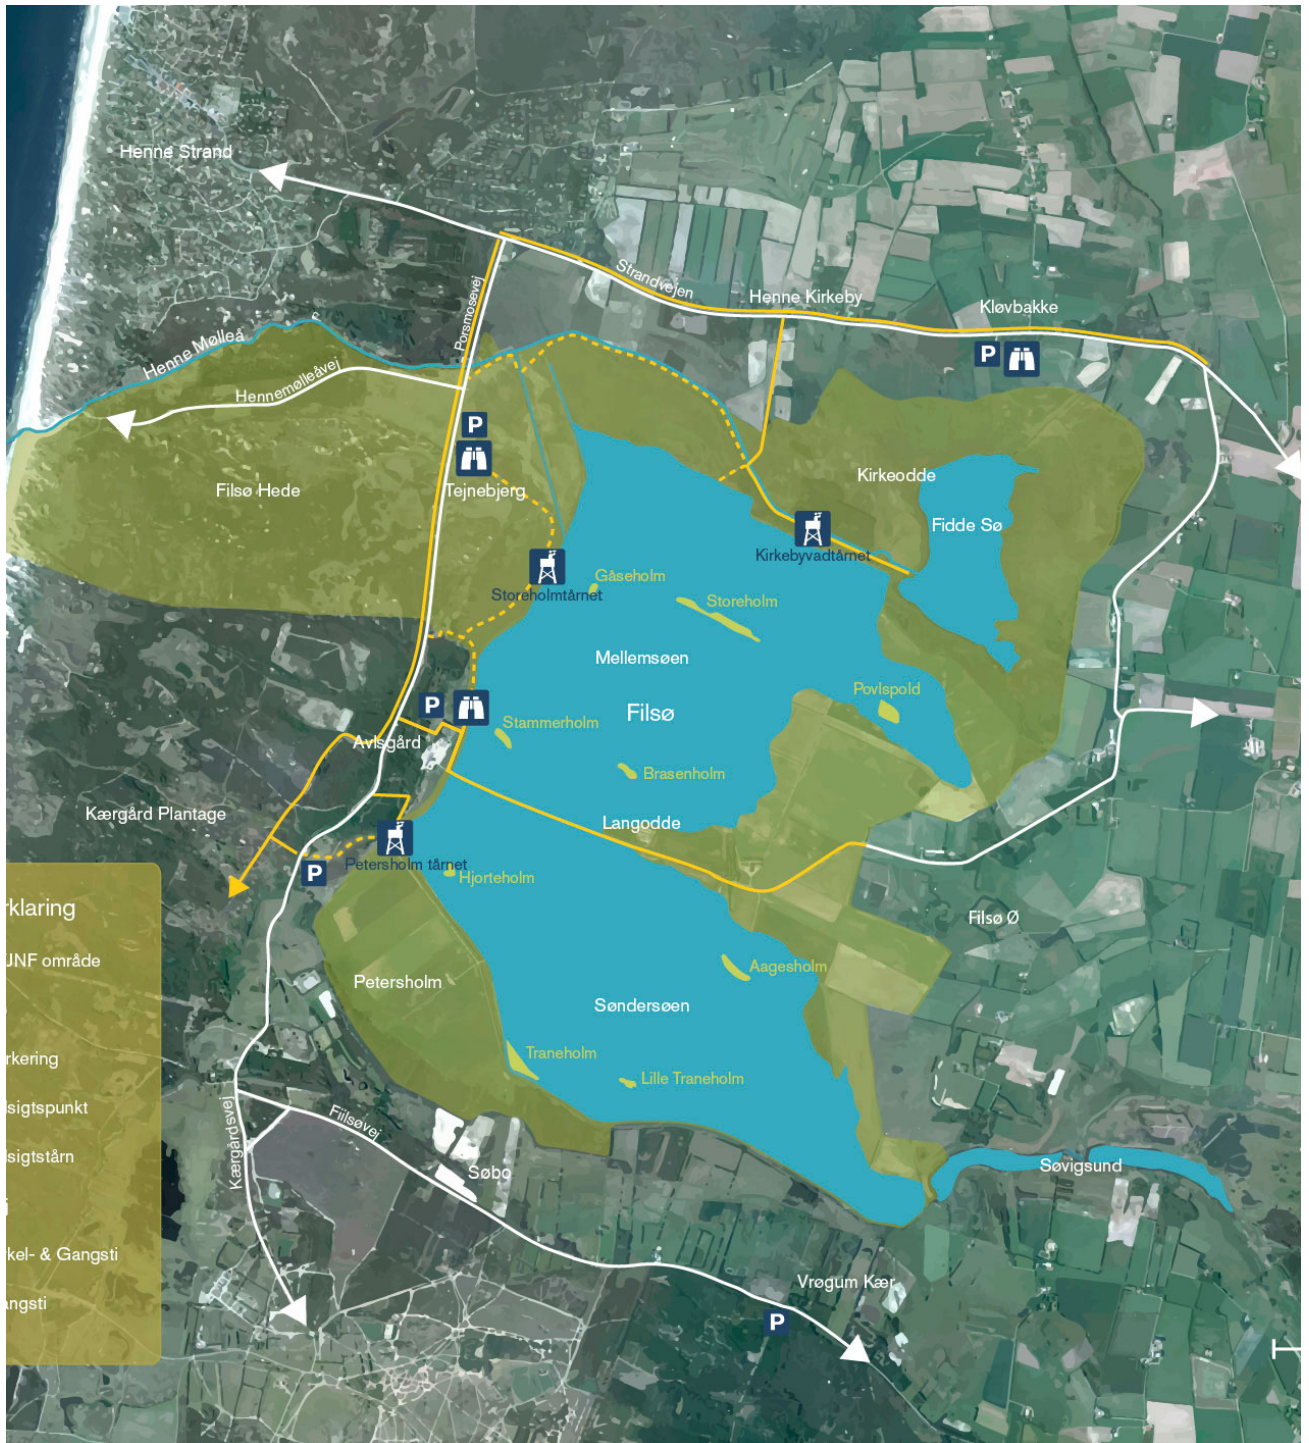 Henne Strand
Strandvejen
Henne Kirkeby
Kløvbakke
P
Porsmosevej
Henne Mølleå
Hennemølleåvej
P
Filsø Hede
Tejnebjerg
Kirkeodde
Fidde Sø
Kirkebyvadtårnet
Gåseholm
Storeholmtårnet
Storeholm
Mellemsøen
Povlspold
Filsø
P
Stammerholm
Avlsgård
Brasenholm
Kærgård Plantage
Langodde
Petersholm tårnet
P
Hjorteholm
rklaring
Filsø Ø
JNF område
Aagesholm
Petersholm
Søndersøen
rkering
Traneholm
Lille Traneholm
sigtspunkt
Fiilsøvej
Kærgårdsvej
sigtstårn
Søbo
Søvigsund
j
kel- & Gangsti
Vrøgum Kær
angsti
P